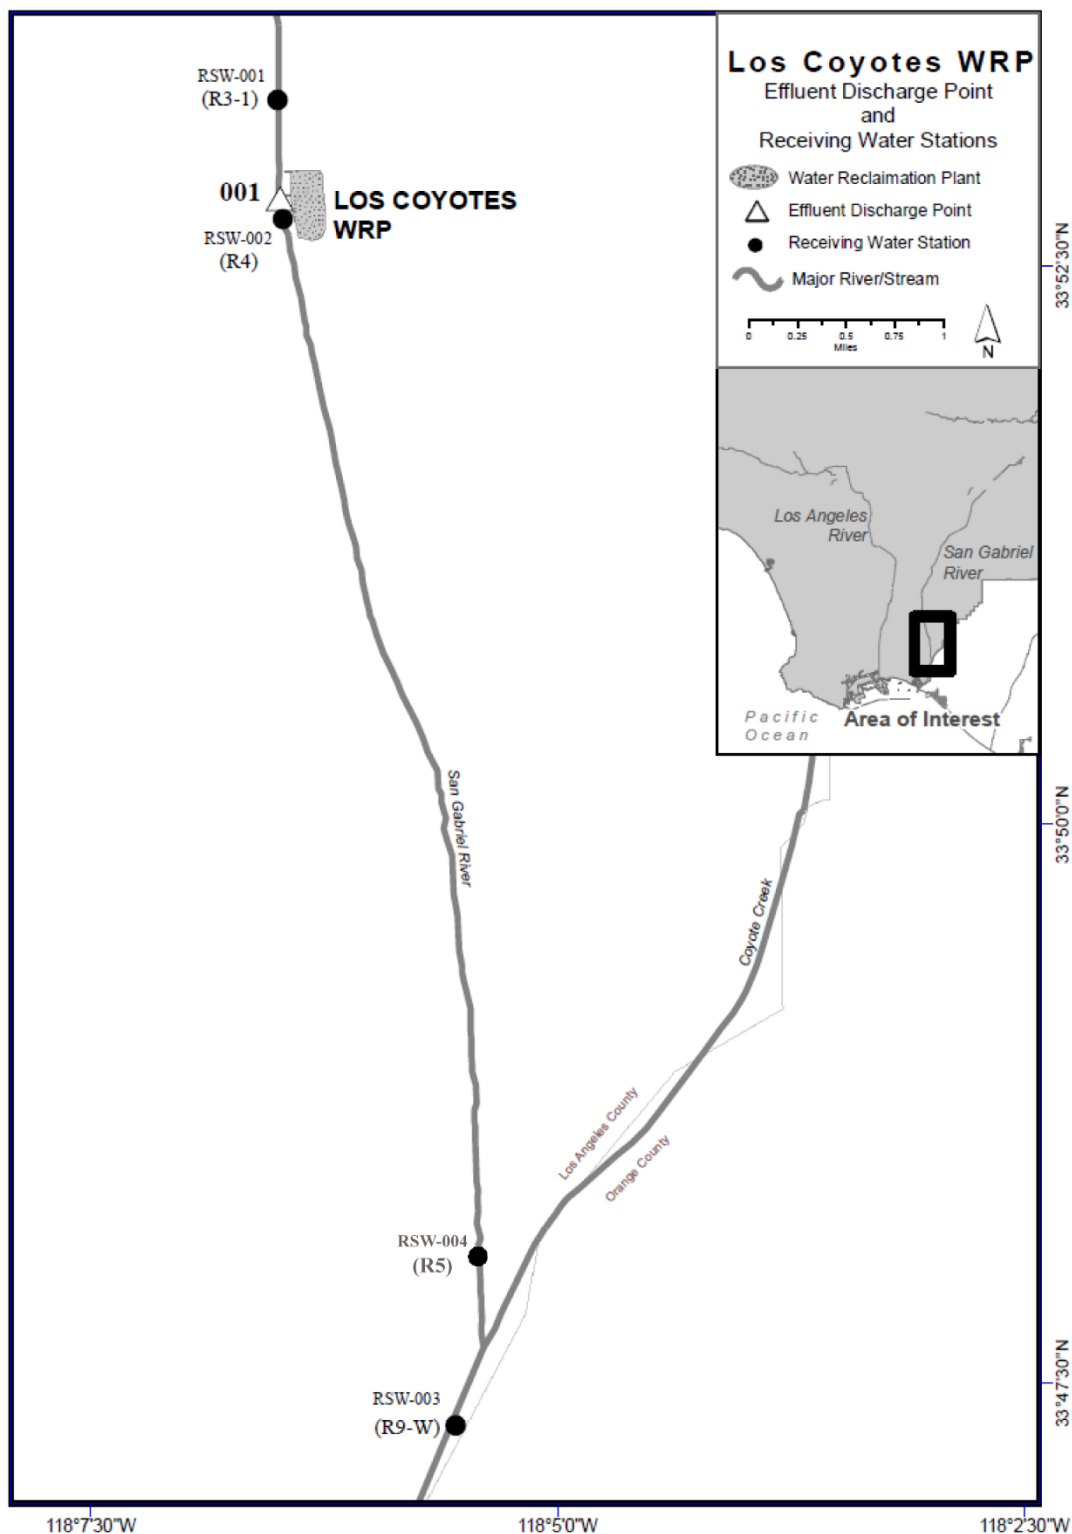 Los Coyotes WRP
Effluent Discharge Point
and
Receiving Water Stations
Water Reclaimation Plant
Effluent Discharge Point
Receiving Water Station
Major River/Stream
0 0.25 0.5 0.75 1
Miles
N
RSW-001
(R3-1)
001
LOS COYOTES
WRP
RSW-002
(R4)
33°52'30"N
Los Angeles
River
San Gabriel
River
Pacific
Ocean
Area of Interest
San Gabriel River
33°50'0"N
Coyote Creek
Los Angeles County
Orange County
RSW-004
(R5)
RSW-003
(R9-W)
33°47'30"N
118°7'30"W
118°5'0"W
118°2'30"W